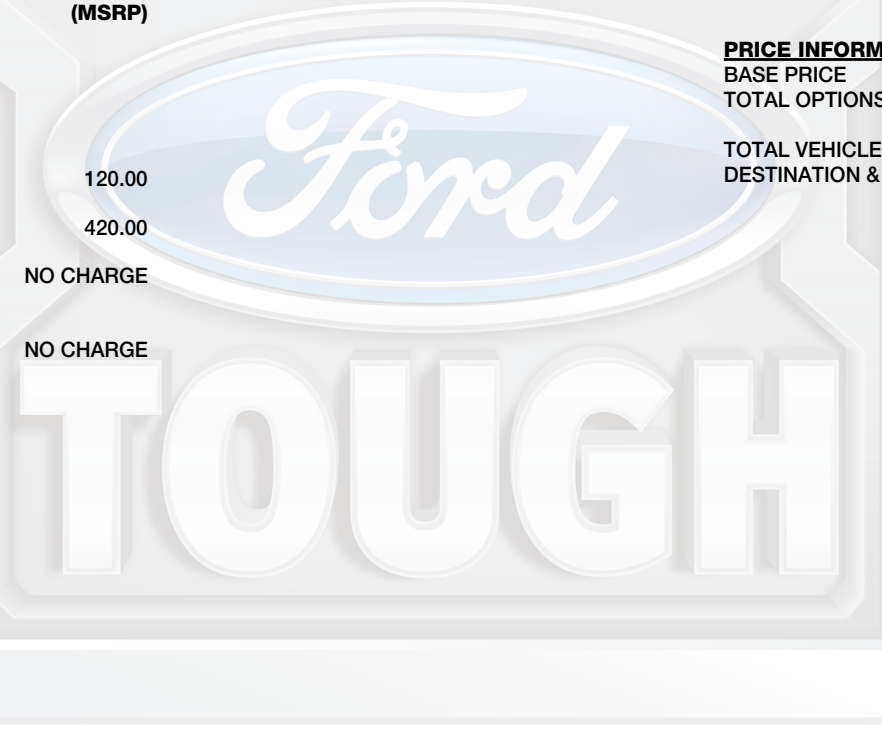 (MSRP)
120.00
420.00
NO CHARGE
NO CHARGE
PRICE INFORM
BASE PRICE
TOTAL OPTIONS
TOTAL VEHICLE
DESTINATION &
Ford
TOUGH